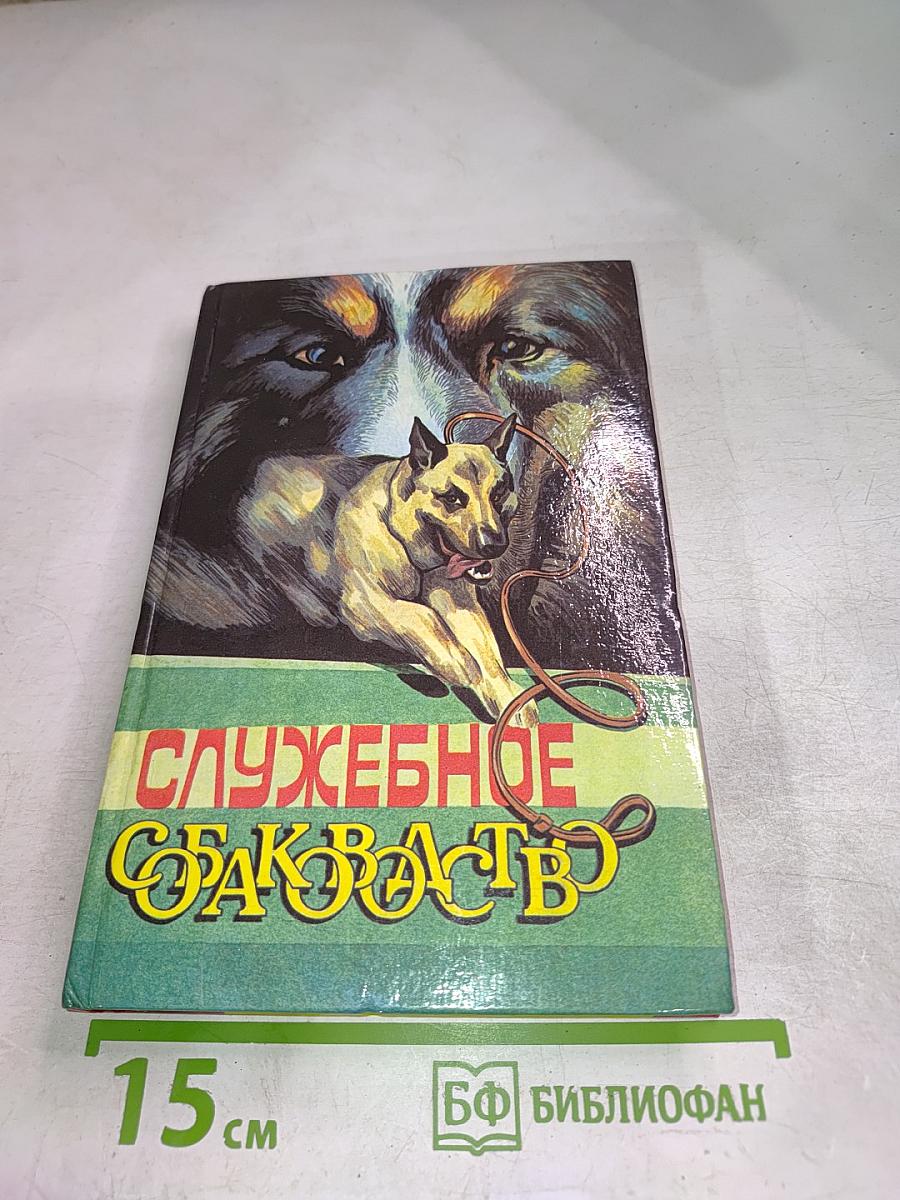 СЛУЖЕБНОЕ
СОБАКОВОДСТВО
15 см
БФ БИБЛИОФАН